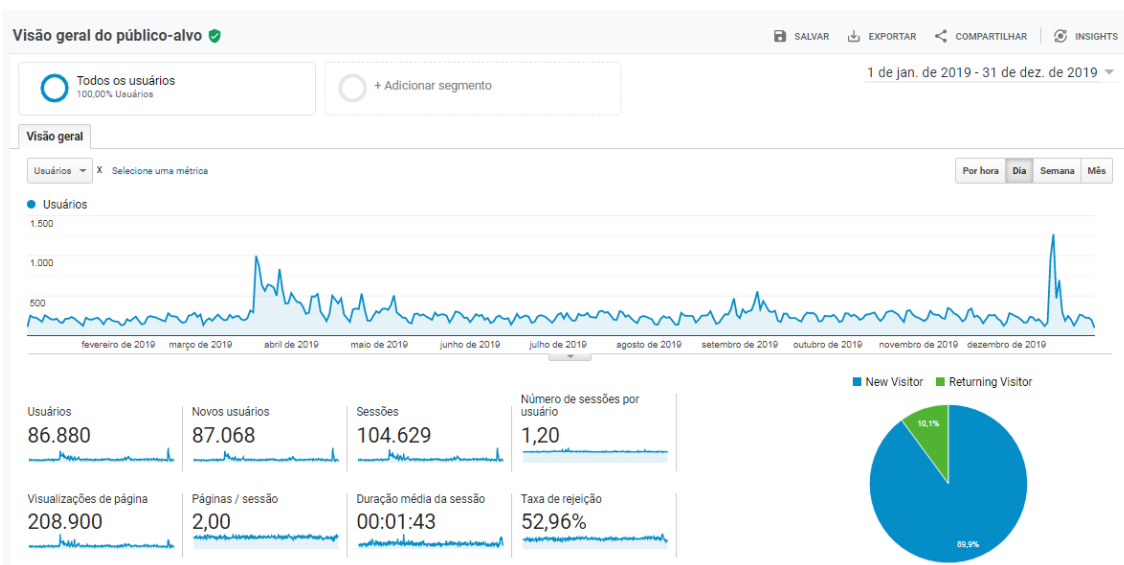 Visão geral do público-alvo
SALVAR EXPORTAR COMPARTILHAR INSIGHTS
Todos os usuários
100,00% Usuários
+ Adicionar segmento
1 de jan. de 2019 - 31 de dez. de 2019
Visão geral
Usuários X Selecione uma métrica
Por hora Dia Semana Mês
Usuários
1.500
1.000
500
fevereiro de 2019 março de 2019 abril de 2019 maio de 2019 junho de 2019 julho de 2019 agosto de 2019 setembro de 2019 outubro de 2019 novembro de 2019 dezembro de 2019
New Visitor Returning Visitor
Usuários
86.880
Novos usuários
87.068
Sessões
104.629
Número de sessões por
usuário
1,20
Visualizações de página
208.900
Páginas / sessão
2,00
Duração média da sessão
00:01:43
Taxa de rejeição
52,96%
10,1%
89,9%